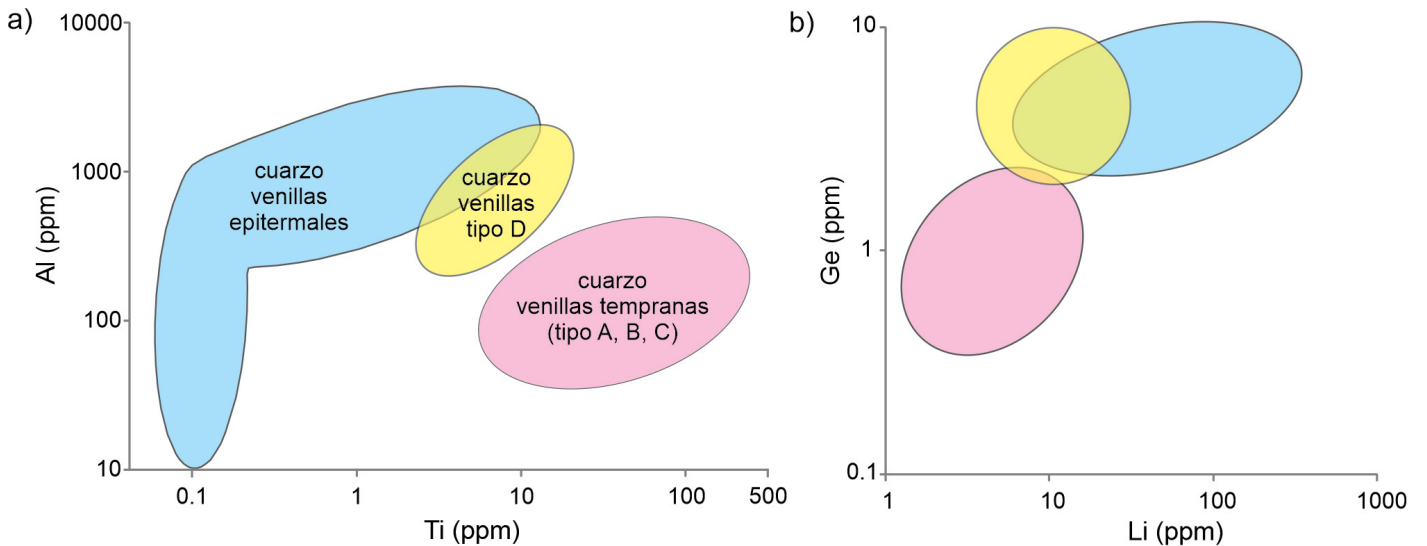 a)
10000
1000
100
10
Al (ppm)
cuarzo
venillas
epitermales
cuarzo
venillas
tipo D
cuarzo
venillas tempranas
(tipo A, B, C)
0.1
1
10
100
500
Ti (ppm)
b)
10
1
0.1
Ge (ppm)
1
10
100
1000
Li (ppm)